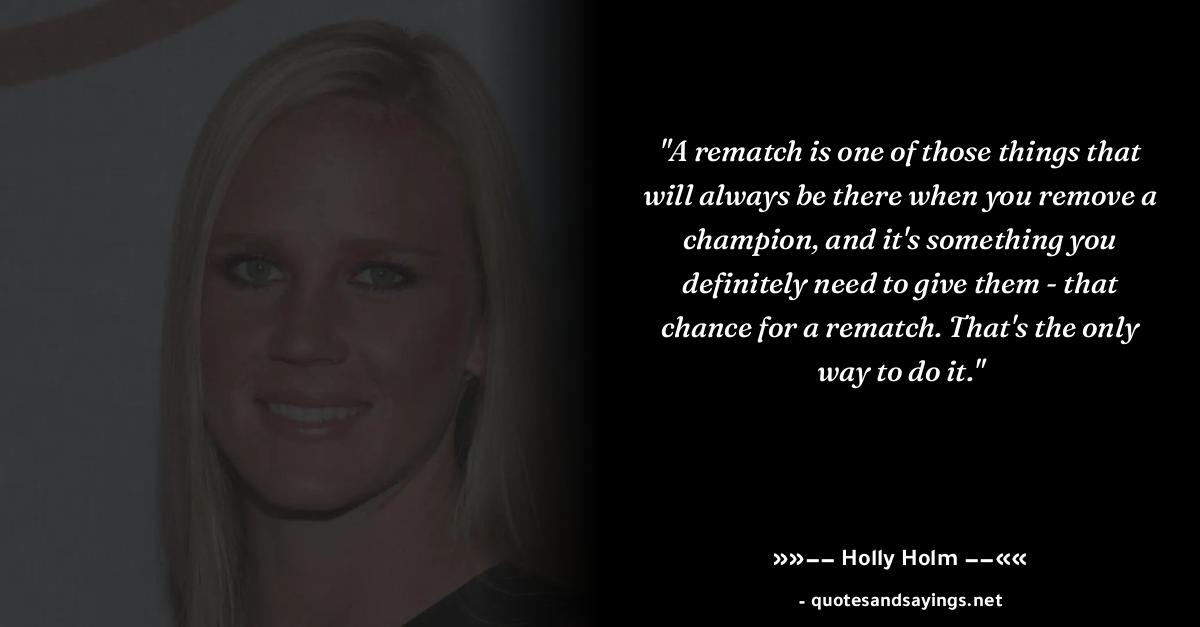 "A rematch is one of those things that
will always be there when you remove a
champion, and it's something you
definitely need to give them - that
chance for a rematch. That's the only
way to do it."
»»–– Holly Holm ––««
- quotesandsayings.net